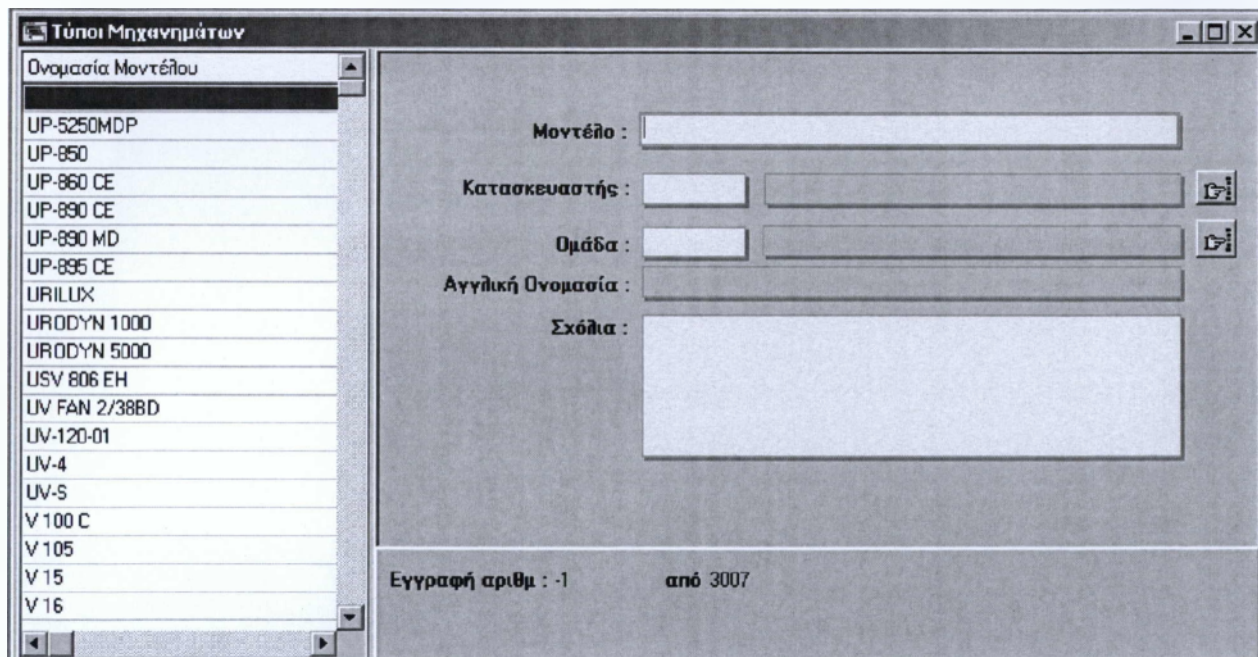 Τύποι Μηχανημάτων
Ονομασία Μοντέλου
UP-5250MDP
UP-850
UP-860 CE
UP-890 CE
UP-890 MD
UP-895 CE
URILUX
URODYN 1000
URODYN 5000
USV 806 EH
UV FAN 2/38BD
UV-120-01
UV-4
UV-S
V 100 C
V 105
V 15
V 16
Μοντέλο :
Κατασκευαστής :
Ομάδα :
Αγγλική Ονομασία :
Σχόλια :
Εγγραφή αριθμ : -1 από 3007